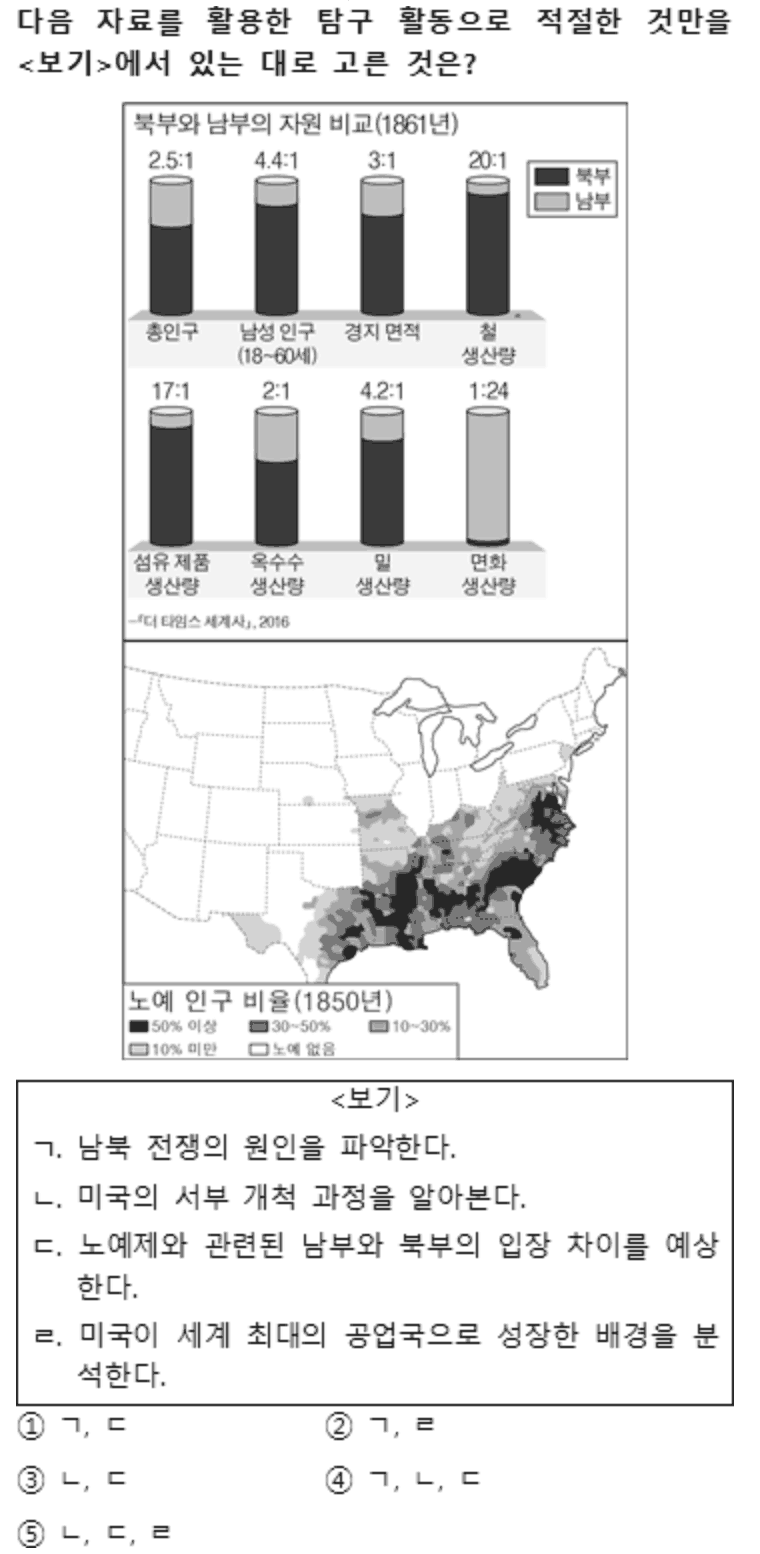 다음 자료를 활용한 탐구 활동으로 적절한 것만을
<보기>에서 있는 대로 고른 것은?
북부와 남부의 자원 비교(1861년)
2.5:1 4.4:1 3:1 20:1
북부
남부
총인구 남성 인구 경지 면적 철
(18~60세) 생산량
17:1 2:1 4.2:1 1:24
섬유 제품 옥수수 밀 면화
생산량 생산량 생산량 생산량
-『더 타임스 세계사』, 2016
노예 인구 비율(1850년)
50% 이상 30~50% 10~30%
10% 미만 노예 없음
<보기>
ㄱ. 남북 전쟁의 원인을 파악한다.
ㄴ. 미국의 서부 개척 과정을 알아본다.
ㄷ. 노예제와 관련된 남부와 북부의 입장 차이를 예상
한다.
ㄹ. 미국이 세계 최대의 공업국으로 성장한 배경을 분
석한다.
① ㄱ, ㄷ ② ㄱ, ㄹ
③ ㄴ, ㄷ ④ ㄱ, ㄴ, ㄷ
⑤ ㄴ, ㄷ, ㄹ